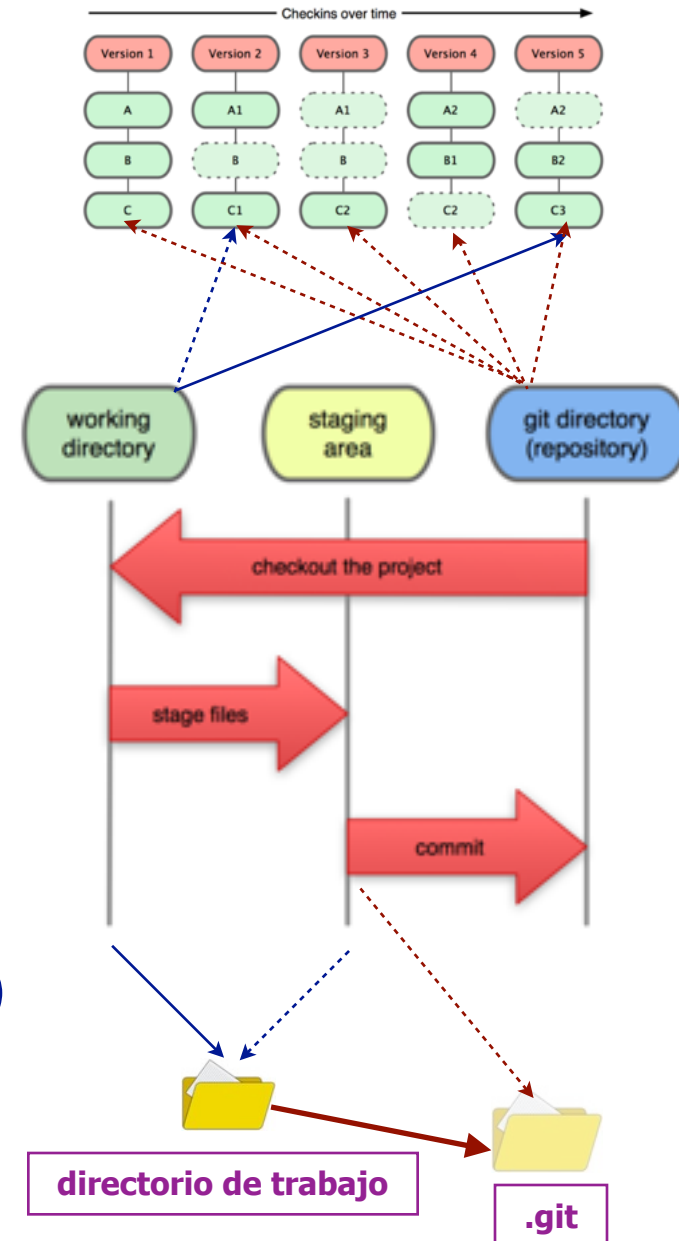 Checkins over time
Version 1 Version 2 Version 3 Version 4 Version 5
A A1 A1 A2 A2
B B B B1 B2
C C1 C2 C2 C3
working
directory
staging
area
git directory
(repository)
checkout the project
stage files
commit
)
directorio de trabajo
.git